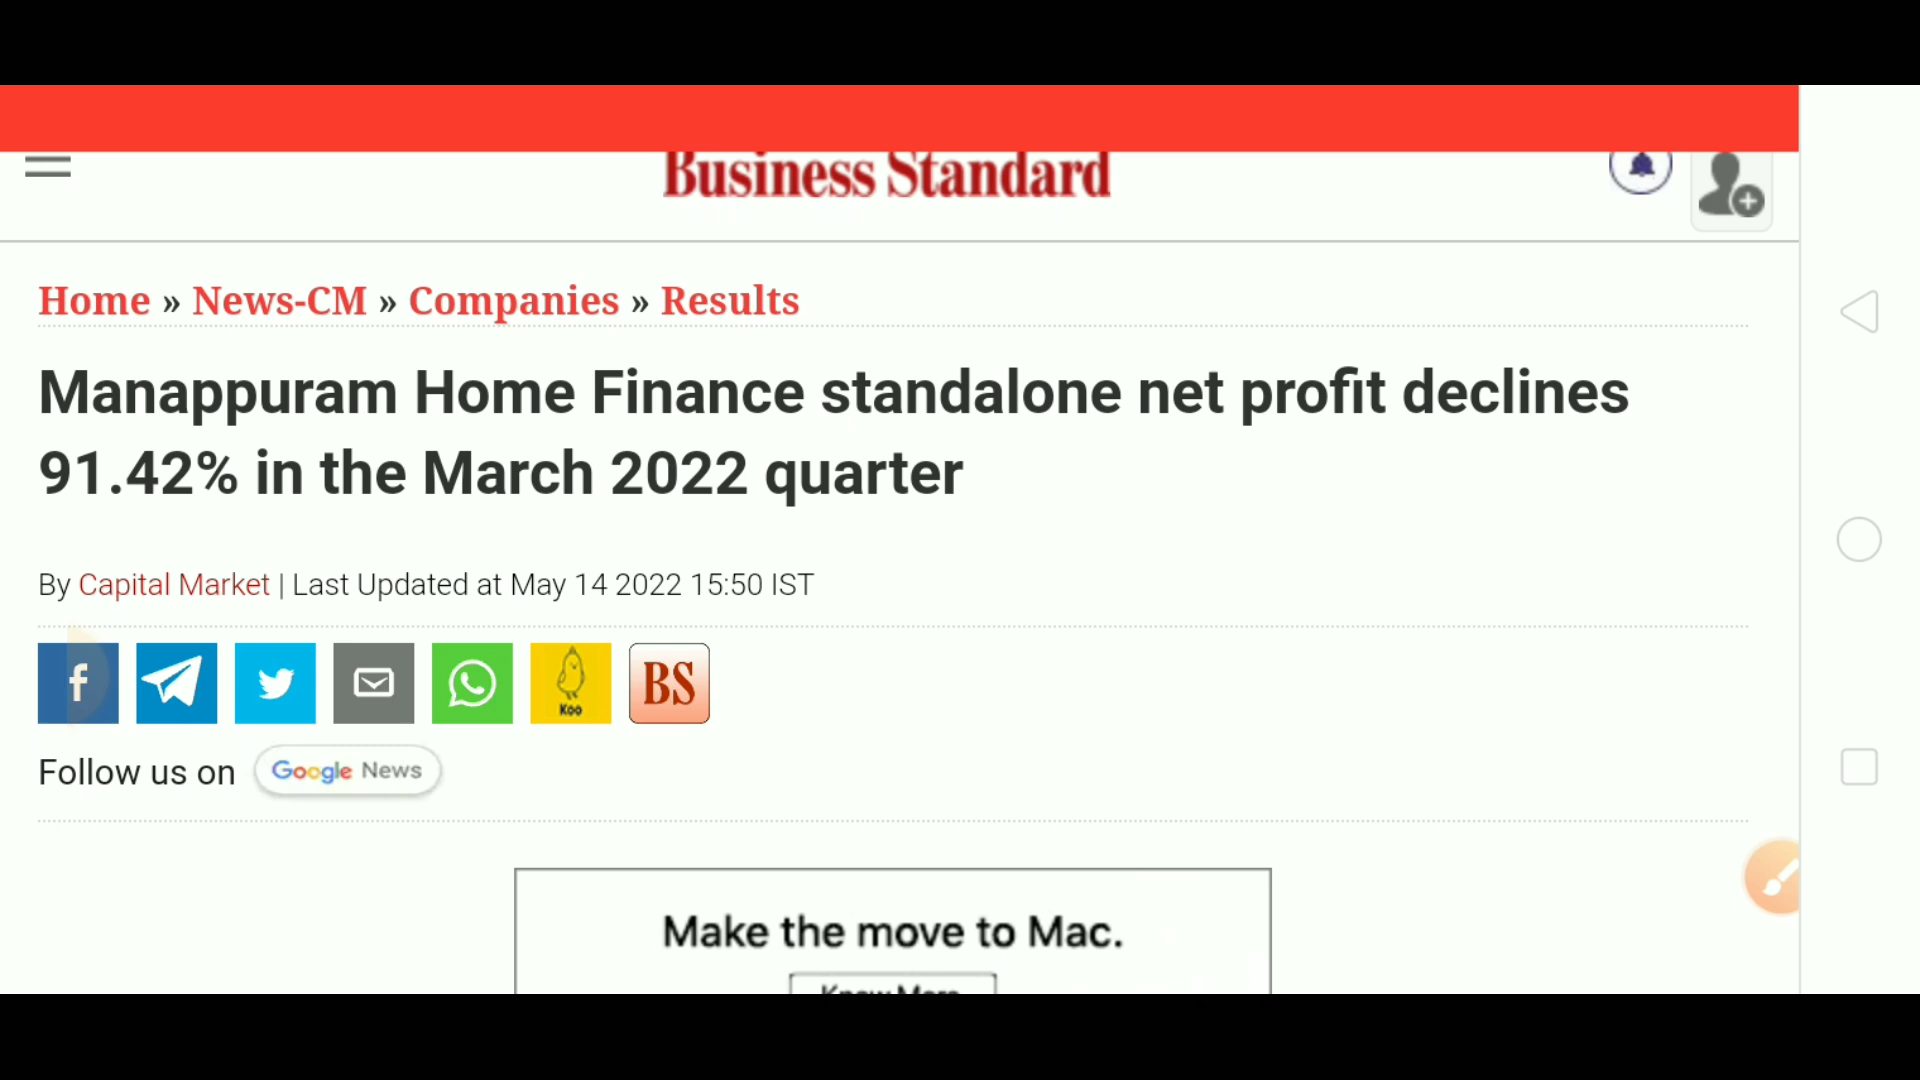 Business Standard
Home » News-CM » Companies » Results
Manappuram Home Finance standalone net profit declines
91.42% in the March 2022 quarter
By Capital Market | Last Updated at May 14 2022 15:50 IST
f
Koo
BS
Follow us on Google News
Make the move to Mac.
Know More